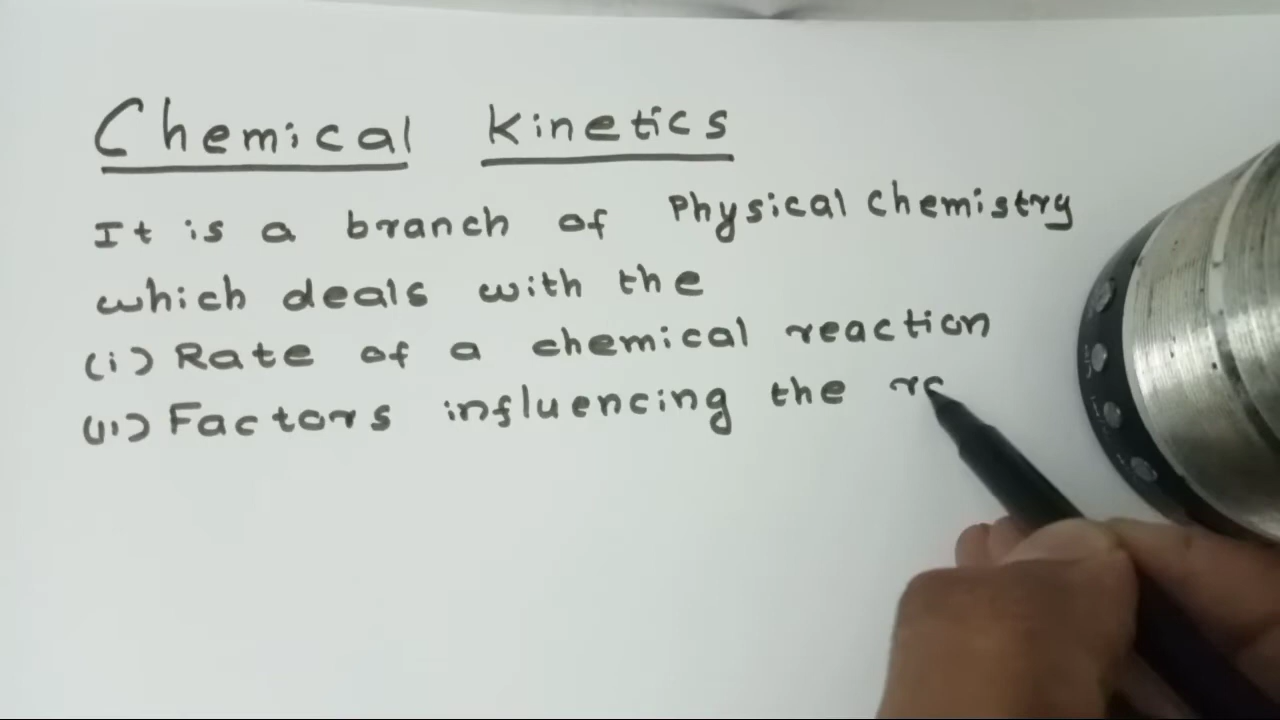 Chemical Kinetics
It is a branch of Physical Chemistry
which deals with the
(i) Rate of a chemical reaction
(ii) Factors influencing the